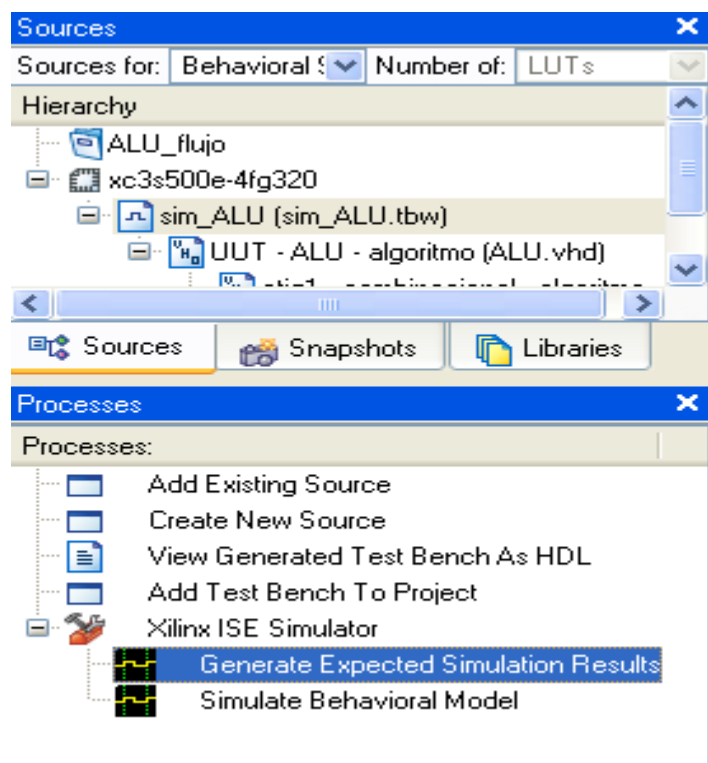 Sources
Sources for: Behavioral Number of: LUTs
Hierarchy
ALU_flujo
xc3s500e-4fg320
sim_ALU (sim_ALU.tbw)
UUT - ALU - algoritmo (ALU.vhd)
combinacional - algoritmo
Sources Snapshots Libraries
Processes
Processes:
Add Existing Source
Create New Source
View Generated Test Bench As HDL
Add Test Bench To Project
Xilinx ISE Simulator
Generate Expected Simulation Results
Simulate Behavioral Model